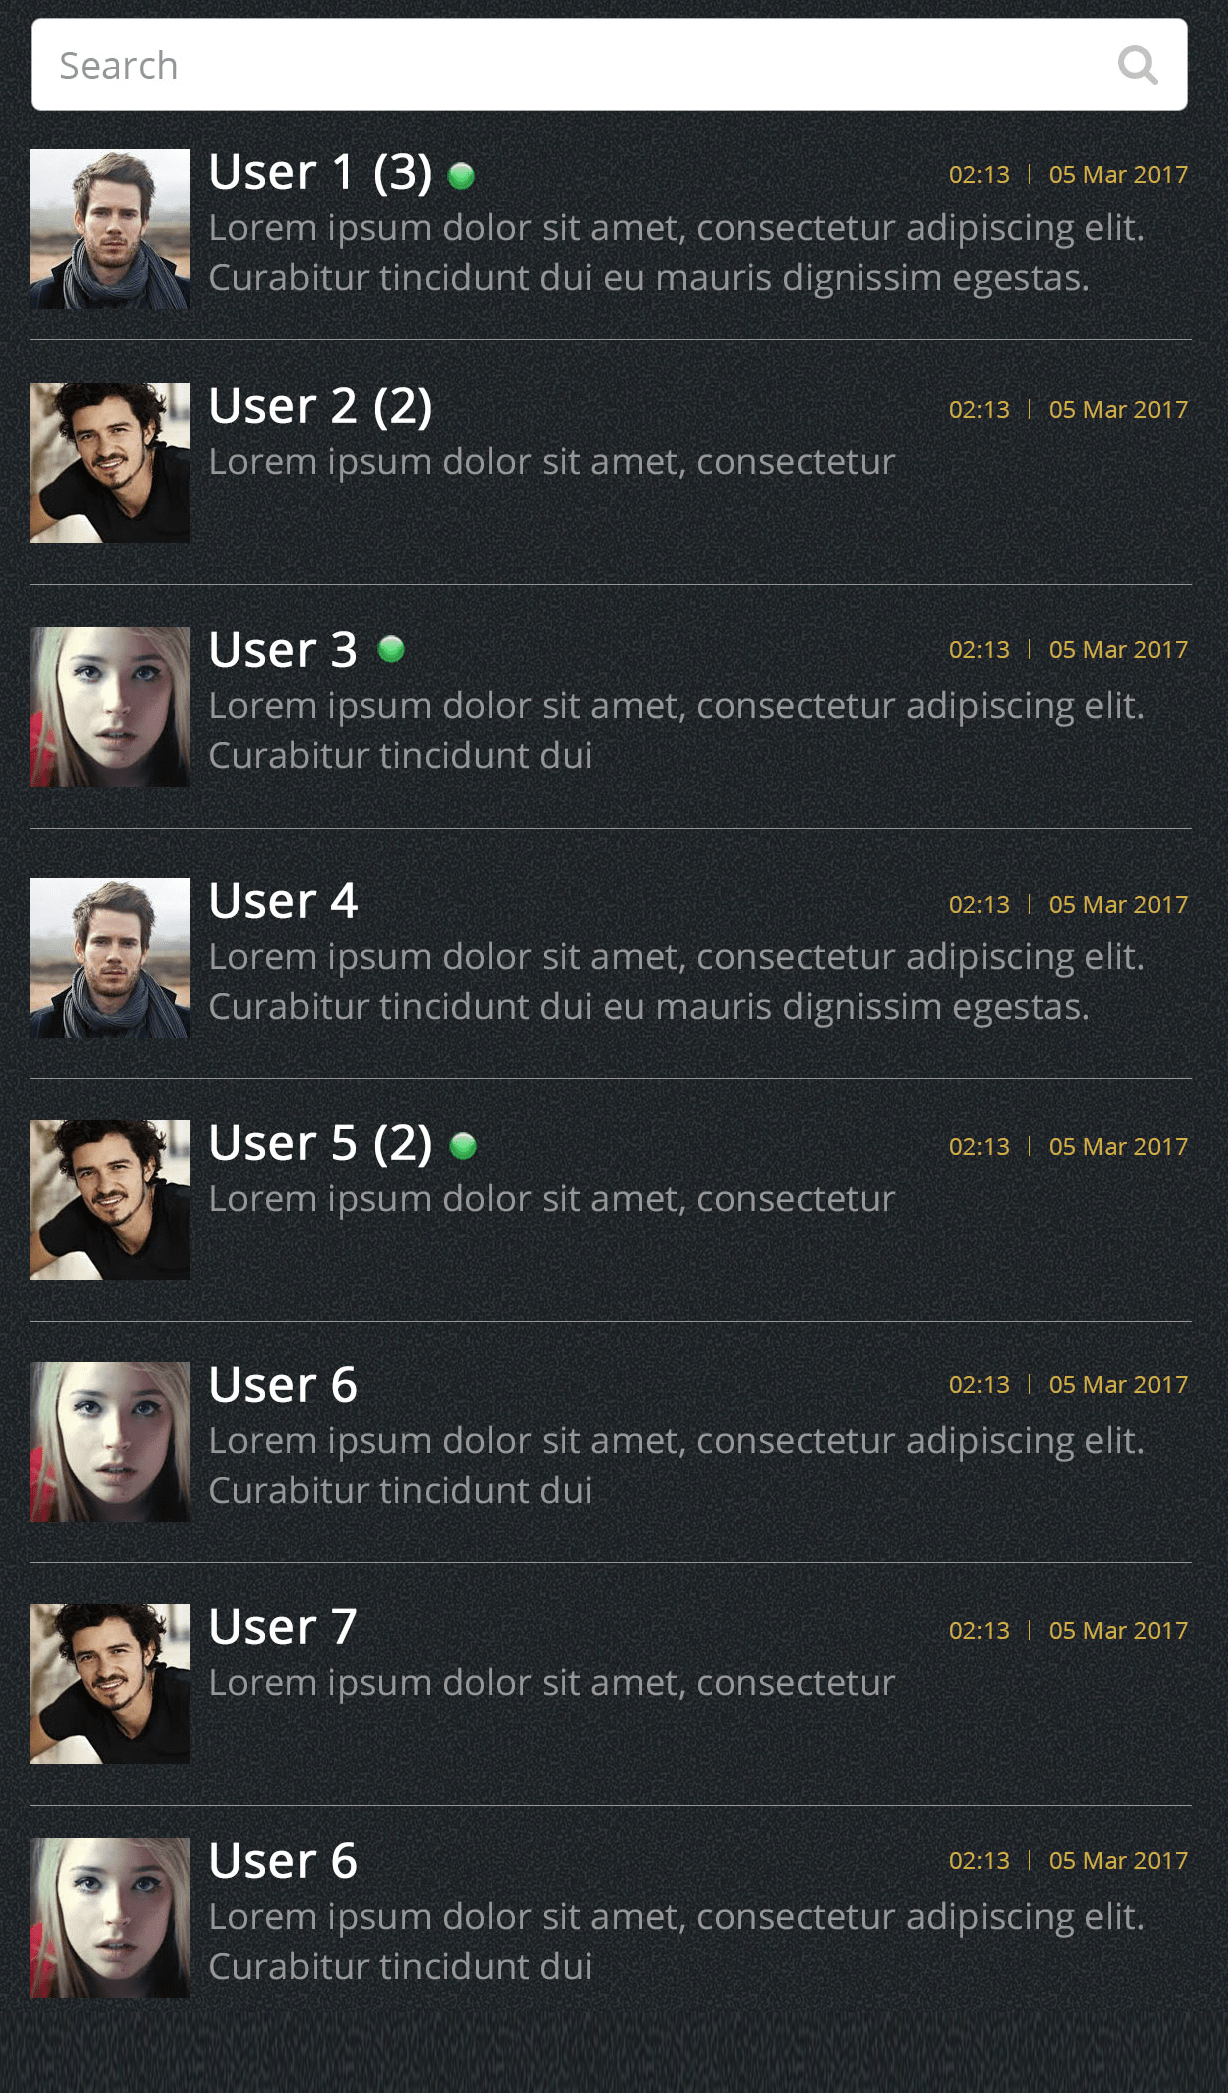 Search
User 1 (3) 02:13 | 05 Mar 2017
Lorem ipsum dolor sit amet, consectetur adipiscing elit.
Curabitur tincidunt dui eu mauris dignissim egestas.
User 2 (2) 02:13 | 05 Mar 2017
Lorem ipsum dolor sit amet, consectetur
User 3 02:13 | 05 Mar 2017
Lorem ipsum dolor sit amet, consectetur adipiscing elit.
Curabitur tincidunt dui
User 4 02:13 | 05 Mar 2017
Lorem ipsum dolor sit amet, consectetur adipiscing elit.
Curabitur tincidunt dui eu mauris dignissim egestas.
User 5 (2) 02:13 | 05 Mar 2017
Lorem ipsum dolor sit amet, consectetur
User 6 02:13 | 05 Mar 2017
Lorem ipsum dolor sit amet, consectetur adipiscing elit.
Curabitur tincidunt dui
User 7 02:13 | 05 Mar 2017
Lorem ipsum dolor sit amet, consectetur
User 6 02:13 | 05 Mar 2017
Lorem ipsum dolor sit amet, consectetur adipiscing elit.
Curabitur tincidunt dui